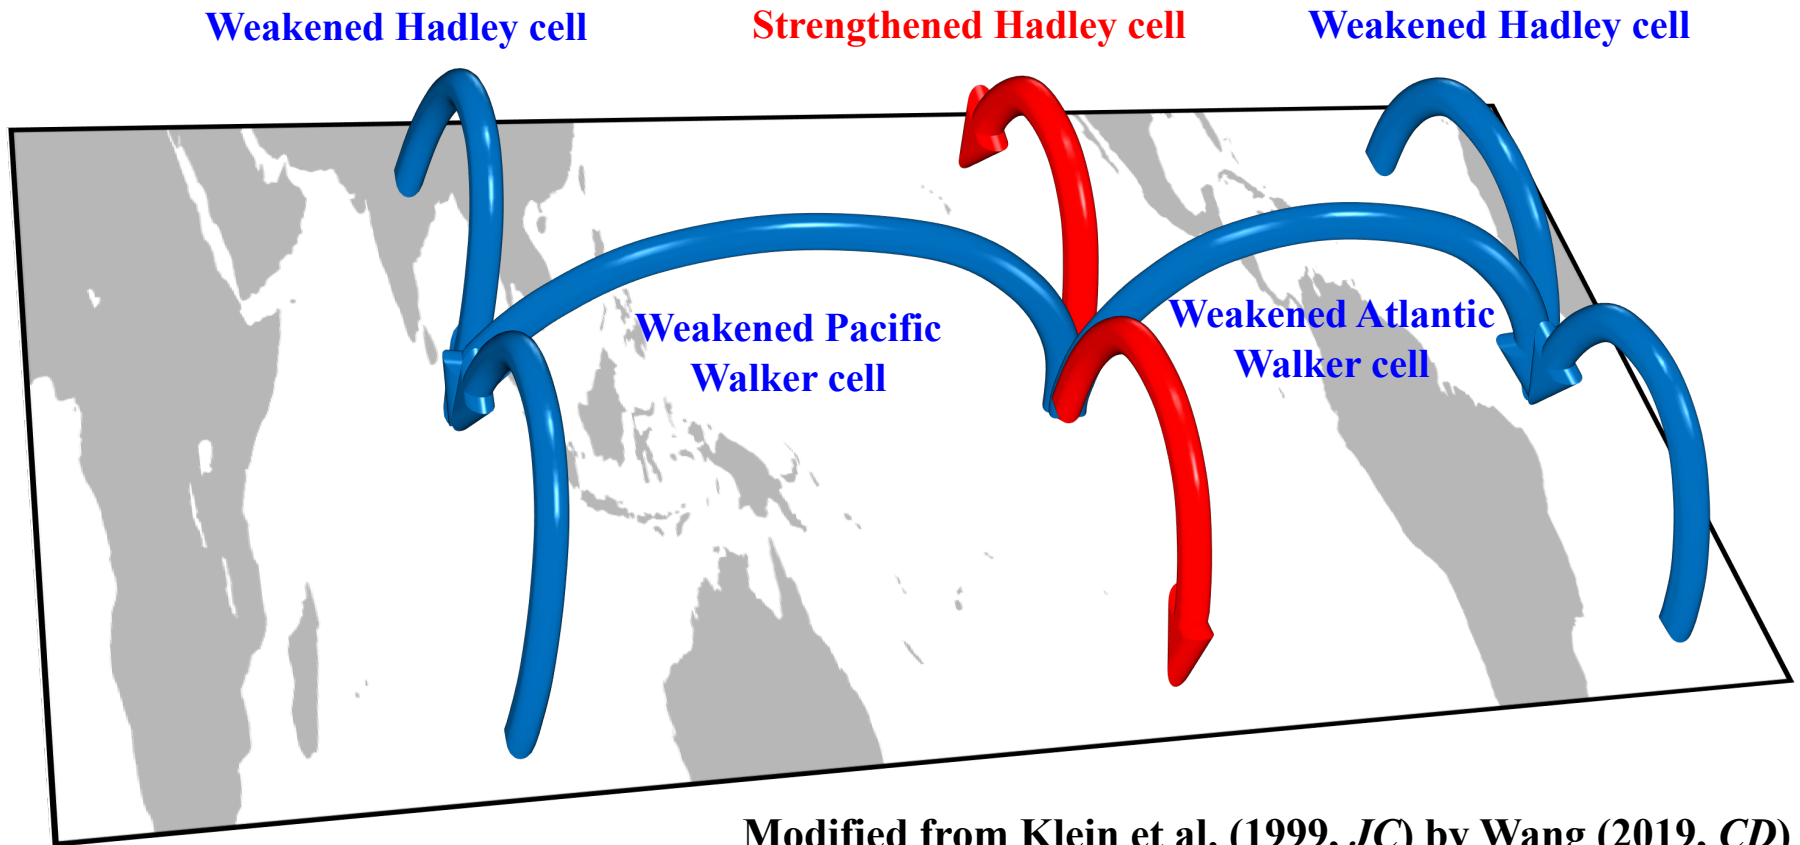 Weakened Hadley cell
Strengthened Hadley cell
Weakened Hadley cell
Weakened Pacific
Walker cell
Weakened Atlantic
Walker cell
Modified from Klein et al. (1999, JC) by Wang (2019, CD)